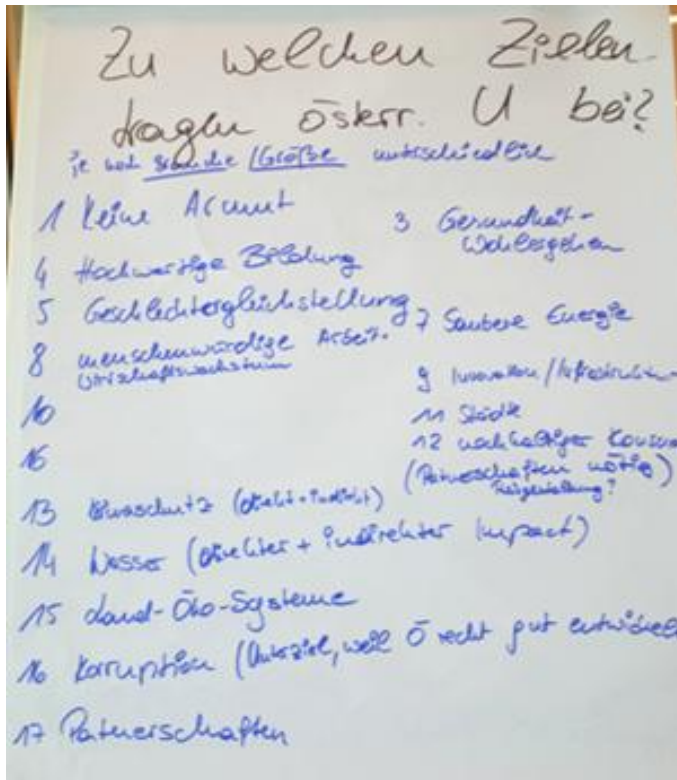 Zu welchen Zielen
tragen österr. U bei?
je nach Branche/Größe unterschiedlich
1 Keine Armut
3 Gesundheit-
Wohlergehen
4 Hochwertige Bildung
5 Geschlechtergleichstellung
7 Saubere Energie
8 menschenwürdige Arbeit-
Wirtschaftswachstum
9 Innovation/Infrastruktur
10
11 Städte
12 nachhaltiger Konsum
16
(Partnerschaften nötig)
13 Klimaschutz (direkt+indirekt)
14 Wasser (direkter + indirekter Impact)
15 Land-Öko-Systeme
16 Korruption (Unterziel, weil Ö recht gut entwickel
17 Partnerschaften